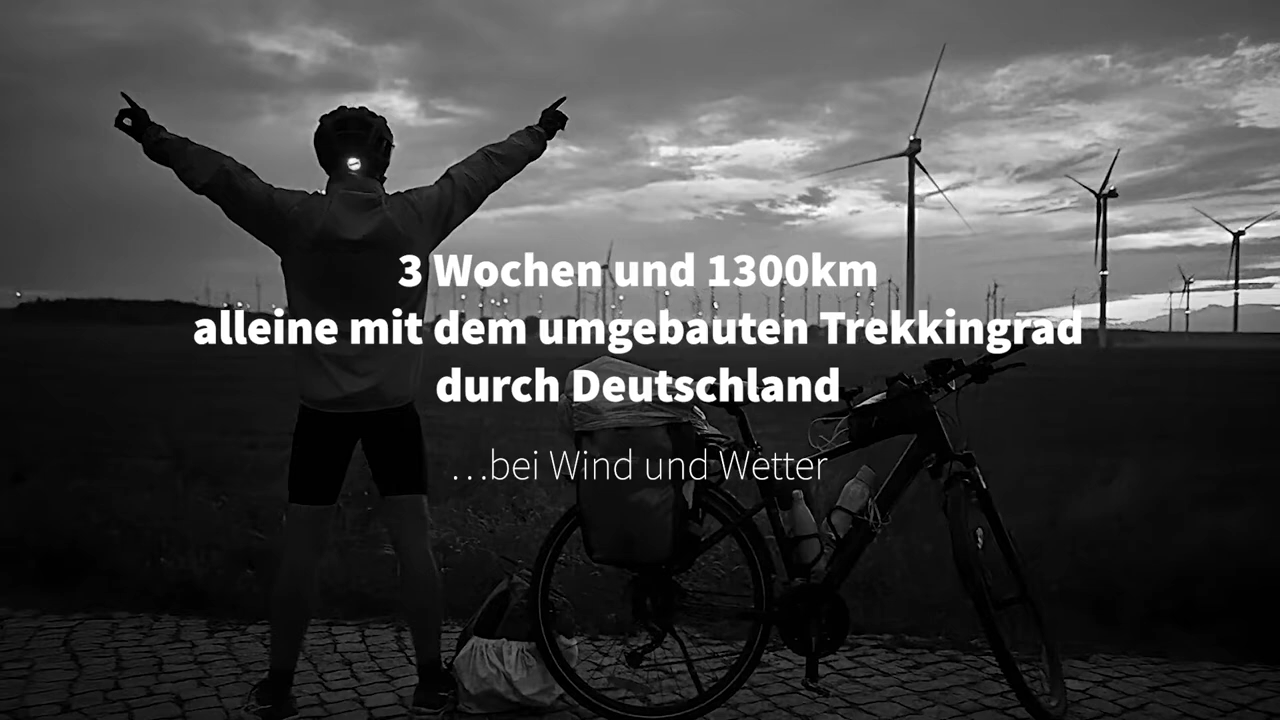 3 Wochen und 1300km
alleine mit dem umgebauten Trekkingrad
durch Deutschland
…bei Wind und Wetter